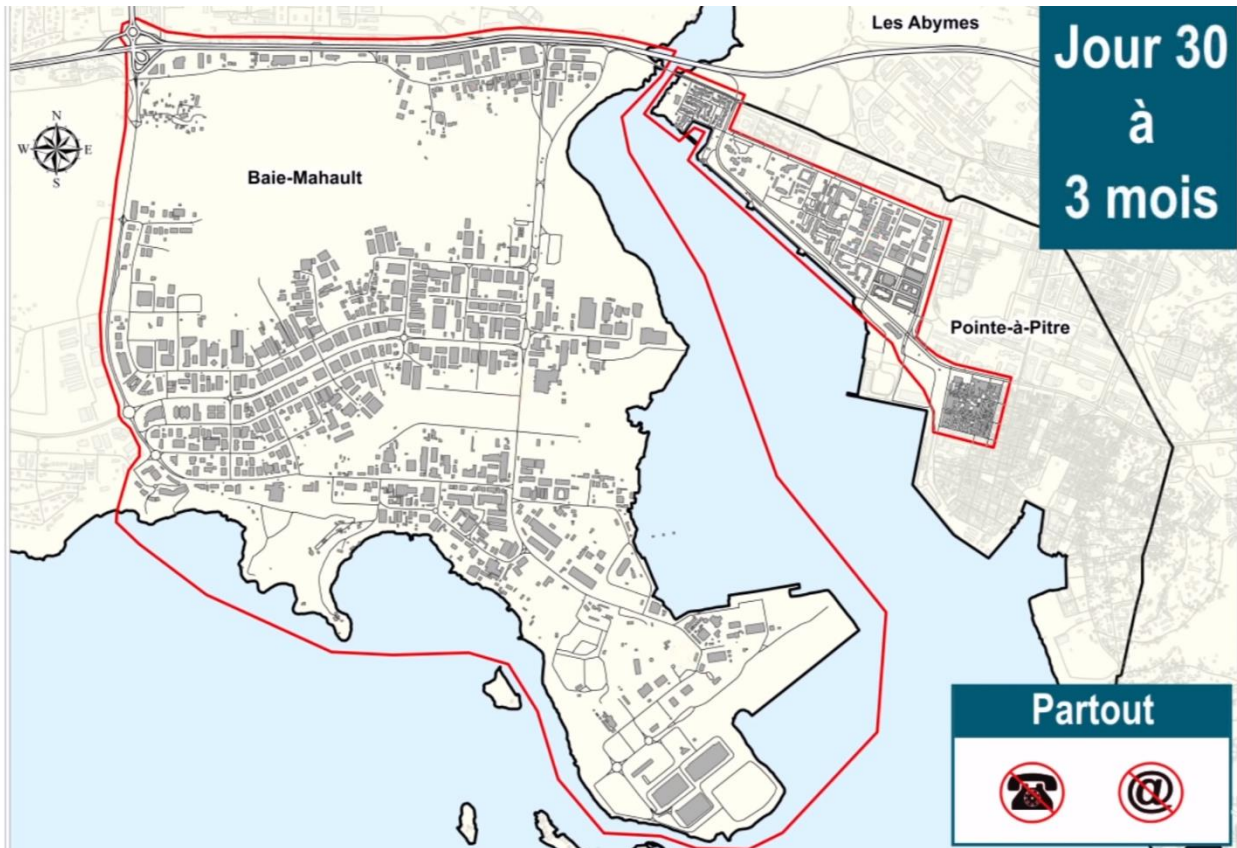 Les Abymes
Jour 30
à
3 mois
N
W E
S
Baie-Mahault
Pointe-à-Pitre
Partout
@